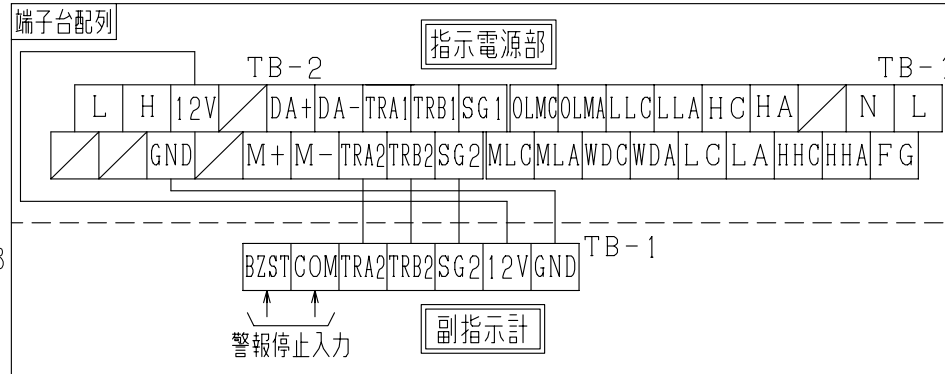 端子台配列
指示電源部
TB-2
TB-1
L H 12V DA+ DA- TRA1 TRB1 SG1 OLMC OLMA LLC LLA HC HA N L
GND M+ M- TRA2 TRB2 SG2 MLC MLA WDC WDA LC LA HHC HHA FG
TB-1
BZST COM TRA2 TRB2 SG2 12V GND
警報停止入力
副指示計